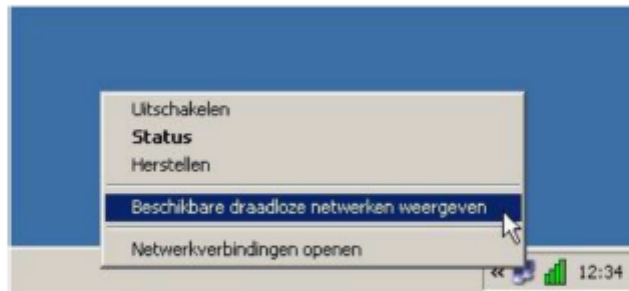 Uitschakelen
Status
Herstellen
Beschikbare draadloze netwerken weergeven
Netwerkverbindingen openen
« 12:34